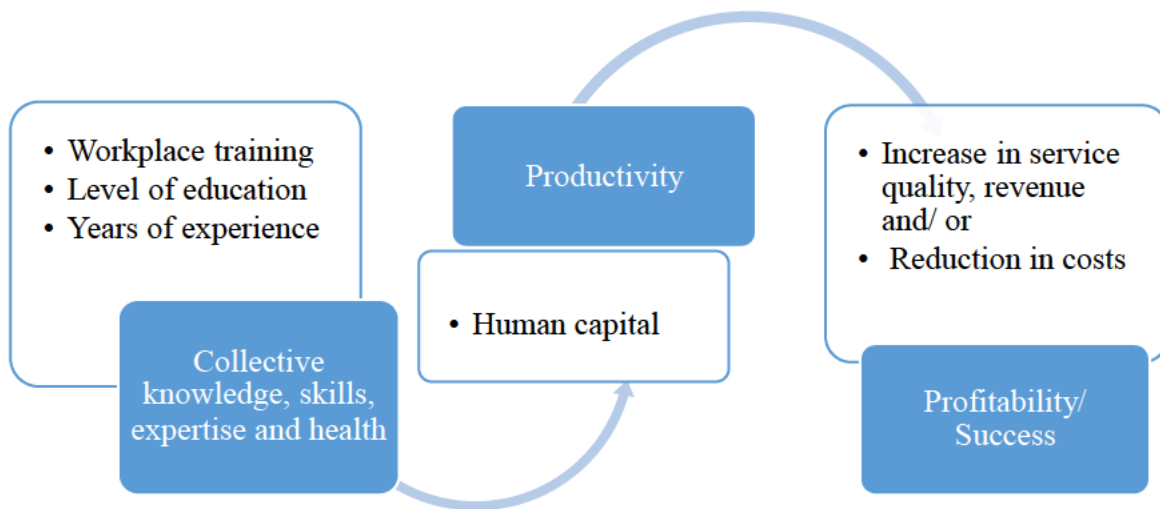 • Workplace training
• Level of education
• Years of experience
Collective
knowledge, skills,
expertise and health
Productivity
• Human capital
• Increase in service
quality, revenue
and/ or
• Reduction in costs
Profitability/
Success